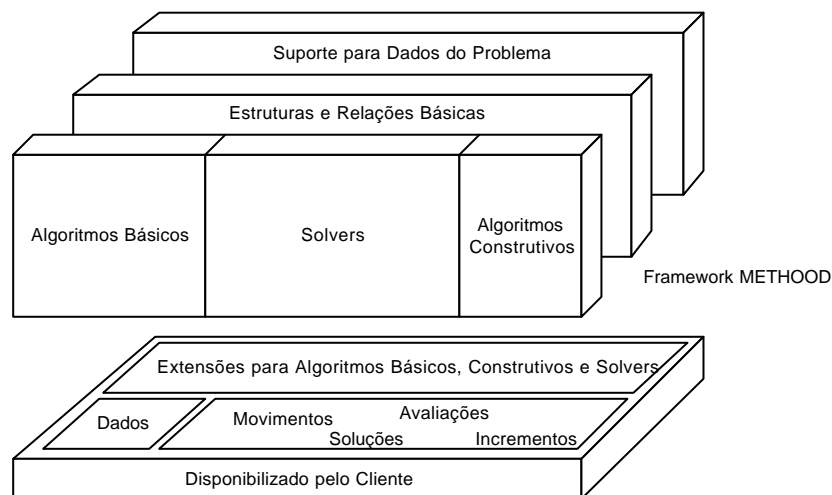 Suporte para Dados do Problema
Estruturas e Relações Básicas
Algoritmos Básicos
Solvers
Algoritmos
Construtivos
Framework METHOOD
Extensões para Algoritmos Básicos, Construtivos e Solvers
Dados
Movimentos
Avaliações
Soluções
Incrementos
Disponibilizado pelo Cliente